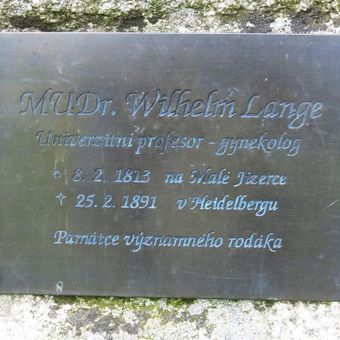 MUDr. Wilhelm Lange
Univerzitní profesor - gynekolog
* 8. 2. 1813 na Malé Jizerce
† 25. 2. 1891 v Heidelbergu
Památce významného rodáka